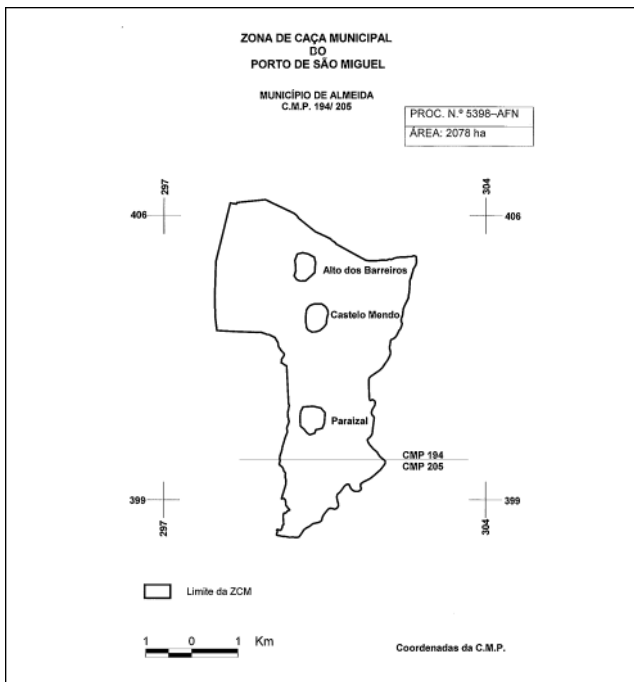 ZONA DE CAÇA MUNICIPAL
DO
PORTO DE SÃO MIGUEL
MUNICÍPIO DE ALMEIDA
C.M.P. 194/ 205
PROC. N.º 5398–AFN
ÁREA: 2078 ha
297
304
406
406
Alto dos Barreiros
Castelo Mendo
Paraizal
CMP 194
CMP 205
399
399
297
304
Limite da ZCM
1 0 1 Km
Coordenadas da C.M.P.